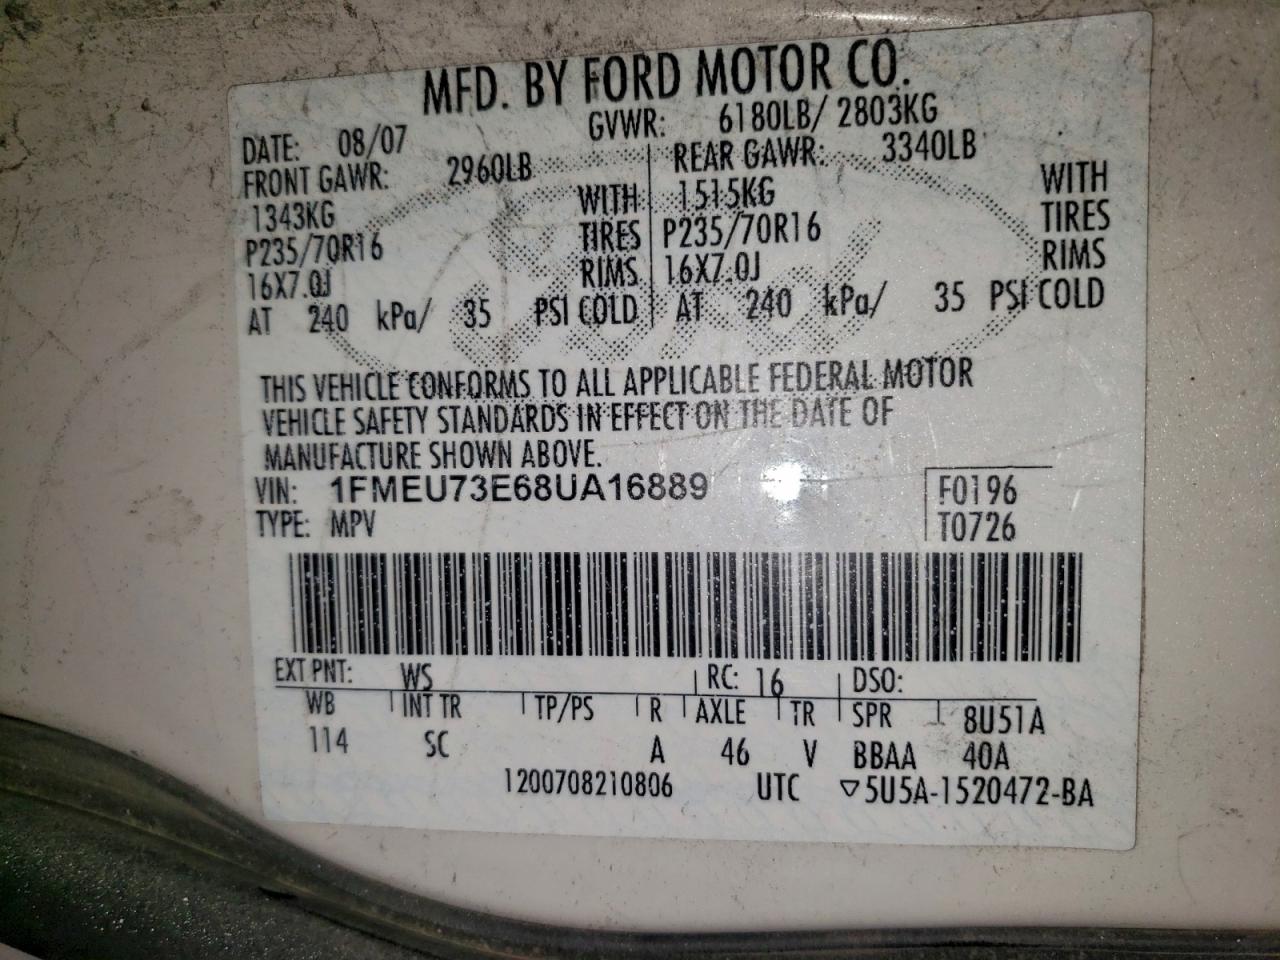 MFD. BY FORD MOTOR CO.
DATE: 08/07 GVWR: 6180LB/ 2803KG
FRONT GAWR: 2960LB REAR GAWR: 3340LB
1343KG WITH 1515KG WITH
P235/70R16 TIRES P235/70R16 TIRES
16X7.0J RIMS 16X7.0J RIMS
AT 240 kPa/ 35 PSI COLD AT 240 kPa/ 35 PSI COLD
THIS VEHICLE CONFORMS TO ALL APPLICABLE FEDERAL MOTOR
VEHICLE SAFETY STANDARDS IN EFFECT ON THE DATE OF
MANUFACTURE SHOWN ABOVE.
VIN: 1FMEU73E68UA16889 F0196
TYPE: MPV T0726
EXT PNT: WS RC: 16 DSO:
WB INT TR TP/PS R AXLE TR SPR 8U51A
114 SC A 46 V BBAA 40A
1200708210806 UTC ▽5U5A-1520472-BA